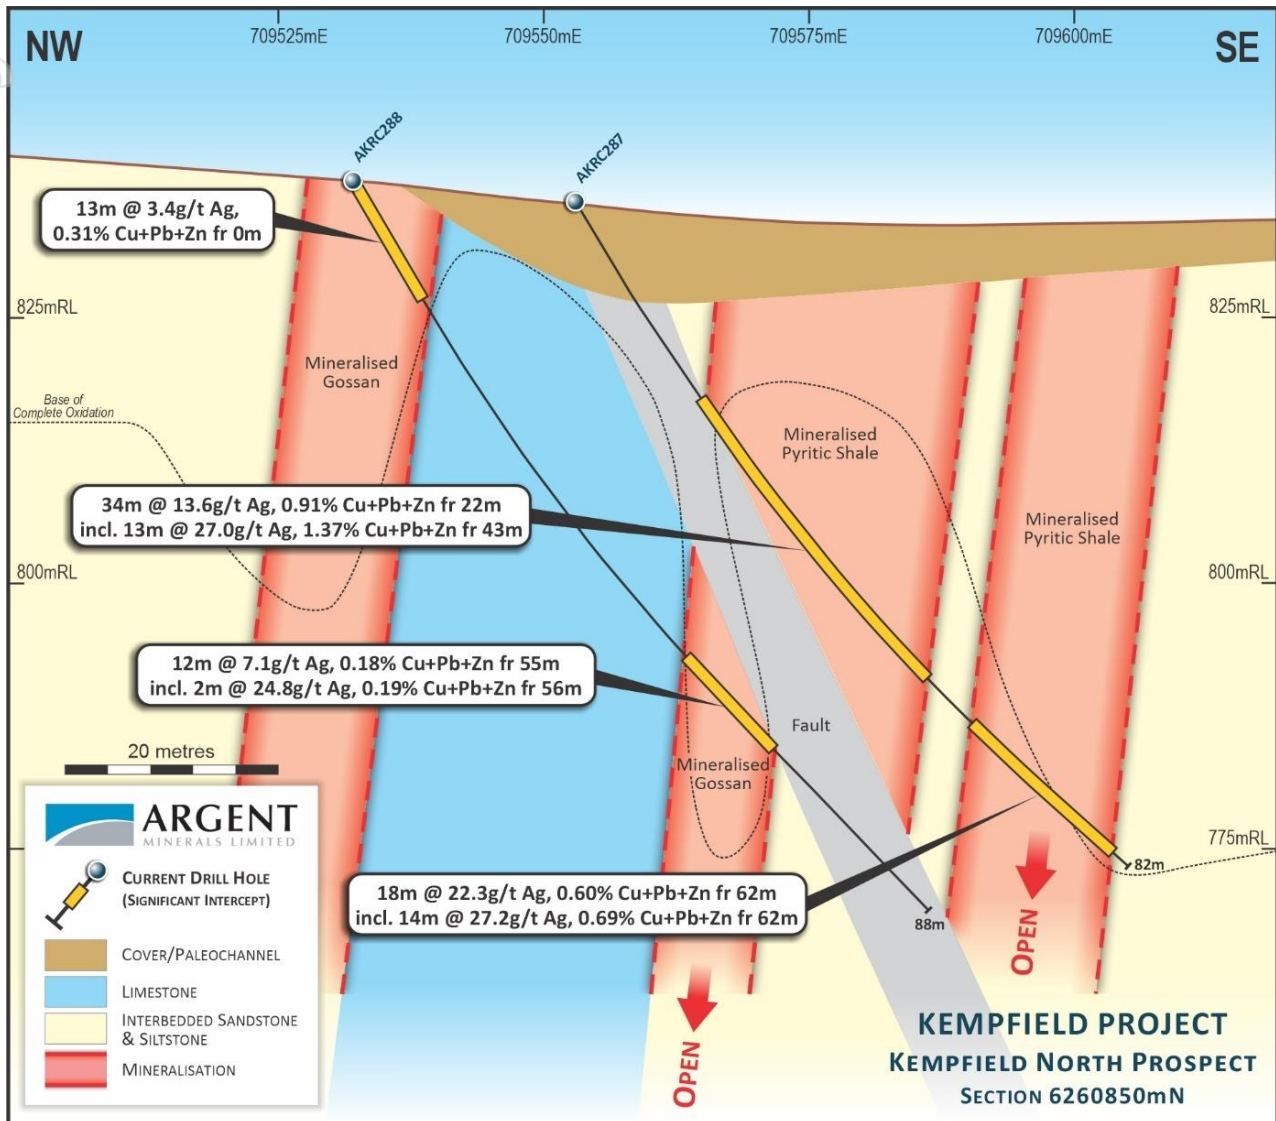 709525mE
709550mE
709575mE
709600mE
NW
SE
AKRC288
AKRC287
13m @ 3.4g/t Ag,
0.31% Cu+Pb+Zn fr 0m
825mRL
825mRL
Mineralised
Gossan
Base of
Complete Oxidation
Mineralised
Pyritic Shale
34m @ 13.6g/t Ag, 0.91% Cu+Pb+Zn fr 22m
incl. 13m @ 27.0g/t Ag, 1.37% Cu+Pb+Zn fr 43m
Mineralised
Pyritic Shale
800mRL
800mRL
12m @ 7.1g/t Ag, 0.18% Cu+Pb+Zn fr 55m
incl. 2m @ 24.8g/t Ag, 0.19% Cu+Pb+Zn fr 56m
Fault
20 metres
Mineralised
Gossan
ARGENT
MINERALS LIMITED
775mRL
82m
CURRENT DRILL HOLE
(SIGNIFICANT INTERCEPT)
18m @ 22.3g/t Ag, 0.60% Cu+Pb+Zn fr 62m
incl. 14m @ 27.2g/t Ag, 0.69% Cu+Pb+Zn fr 62m
88m
OPEN
COVER/PALEOCHANNEL
LIMESTONE
INTERBEDDED SANDSTONE
& SILTSTONE
MINERALISATION
OPEN
KEMPFIELD PROJECT
KEMPFIELD NORTH PROSPECT
SECTION 6260850mN